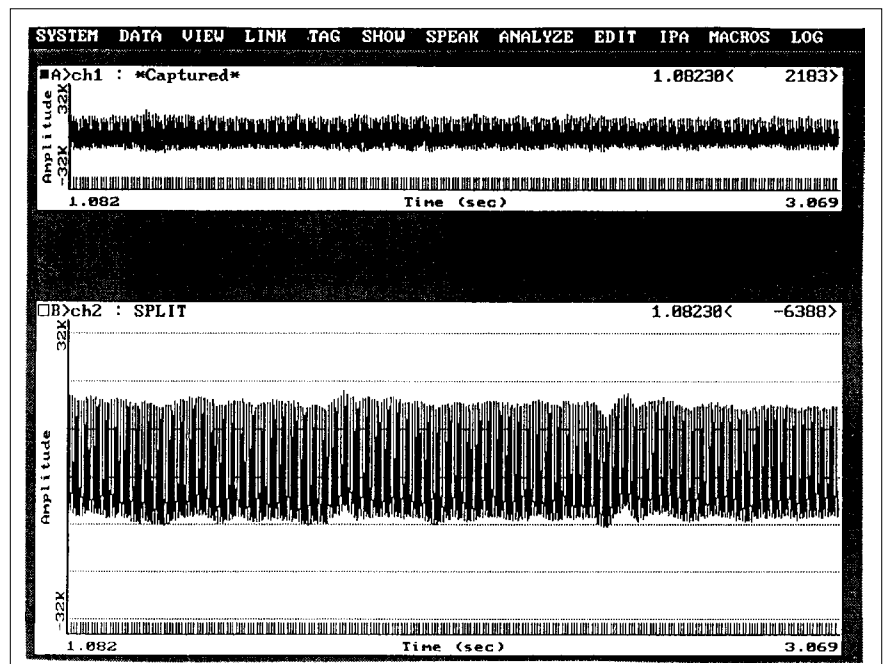 SYSTEM DATA VIEW LINK TAG SHOW SPEAK ANALYZE EDIT IPA MACROS LOG
A>ch1 : *Captured* 1.08230< 2183>
32K
Amplitude
-32K
1.082 Time (sec) 3.069
B>ch2 : SPLIT 1.08230< -6388>
32K
Amplitude
-32K
1.082 Time (sec) 3.069